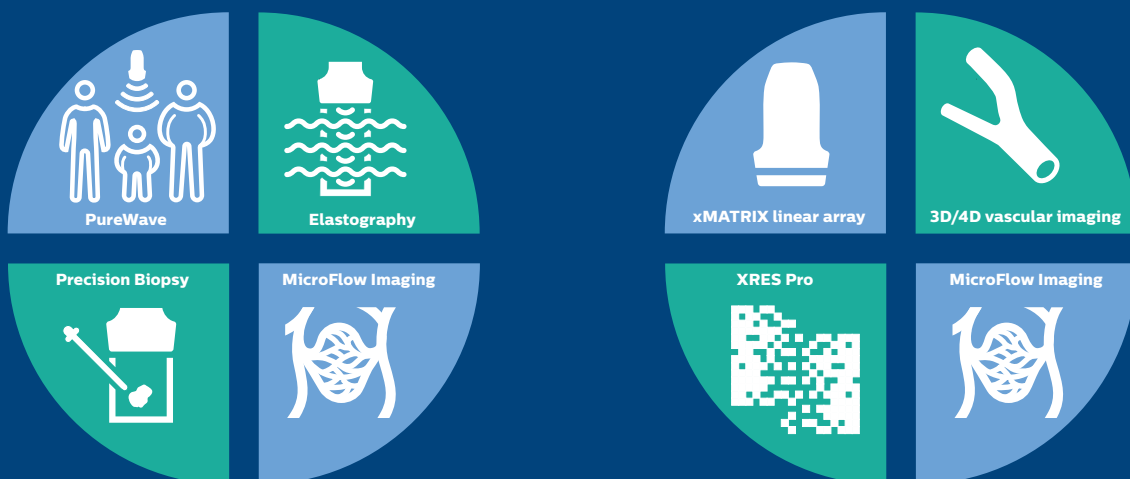 PureWave
Elastography
Precision Biopsy
MicroFlow Imaging
xMATRIX linear array
3D/4D vascular imaging
XRES Pro
MicroFlow Imaging